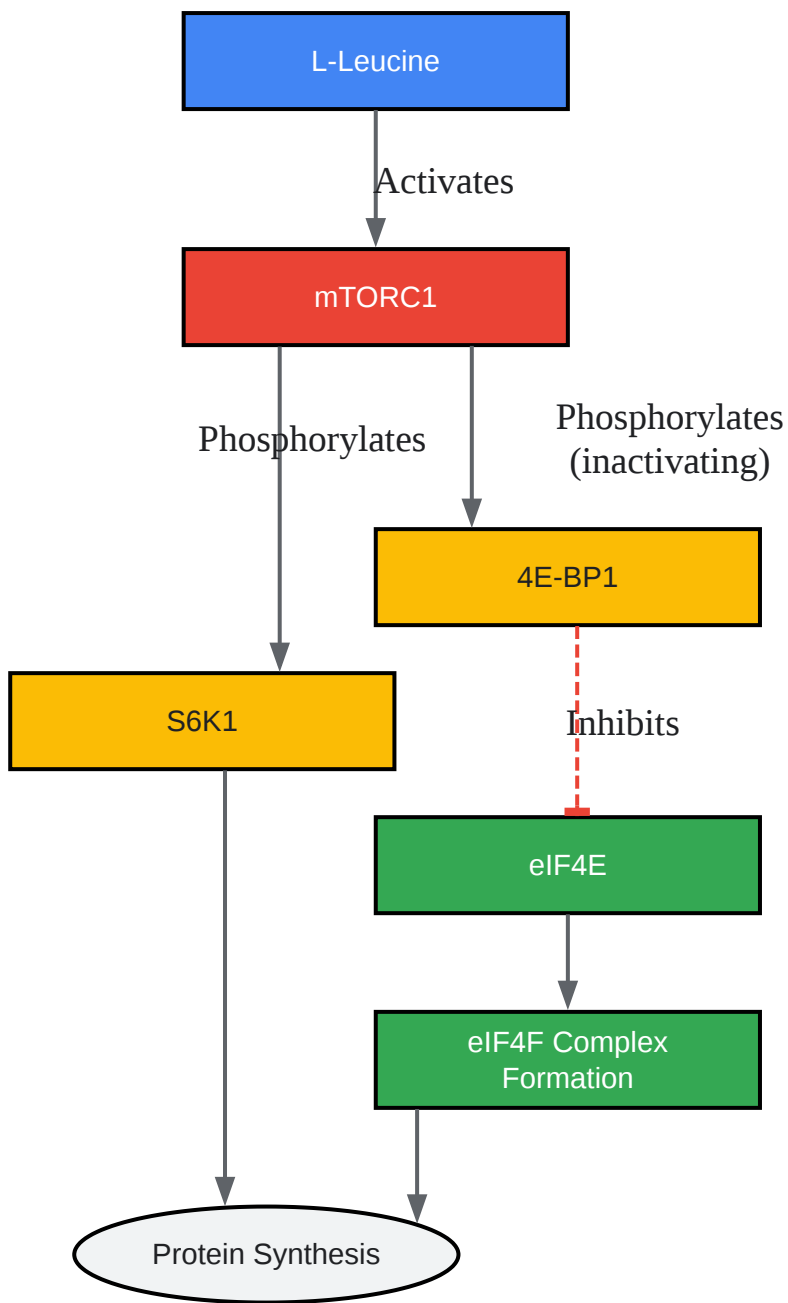 L-Leucine
Activates
mTORC1
Phosphorylates
Phosphorylates
(inactivating)
4E-BP1
S6K1
Inhibits
eIF4E
eIF4F Complex
Formation
Protein Synthesis